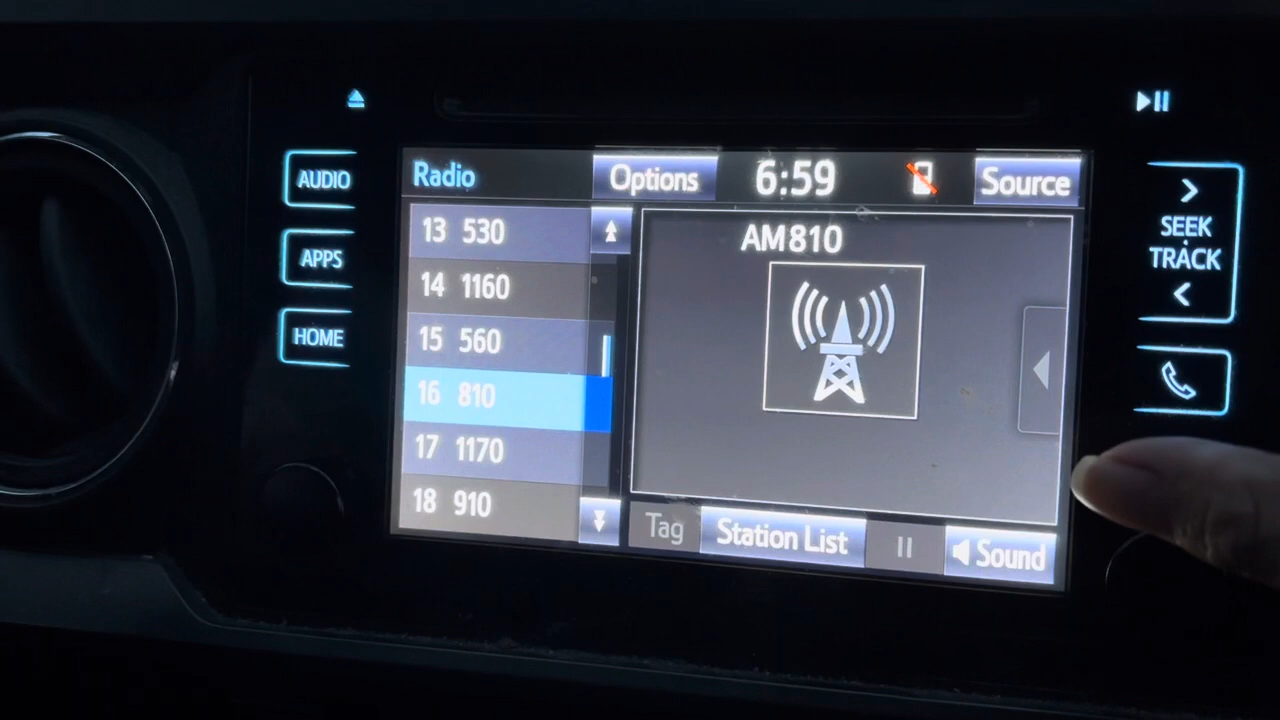 AUDIO
APPS
HOME
Radio
Options
6:59
Source
13 530
14 1160
15 560
16 810
17 1170
18 910
AM810
Tag
Station List
Sound
SEEK
TRACK